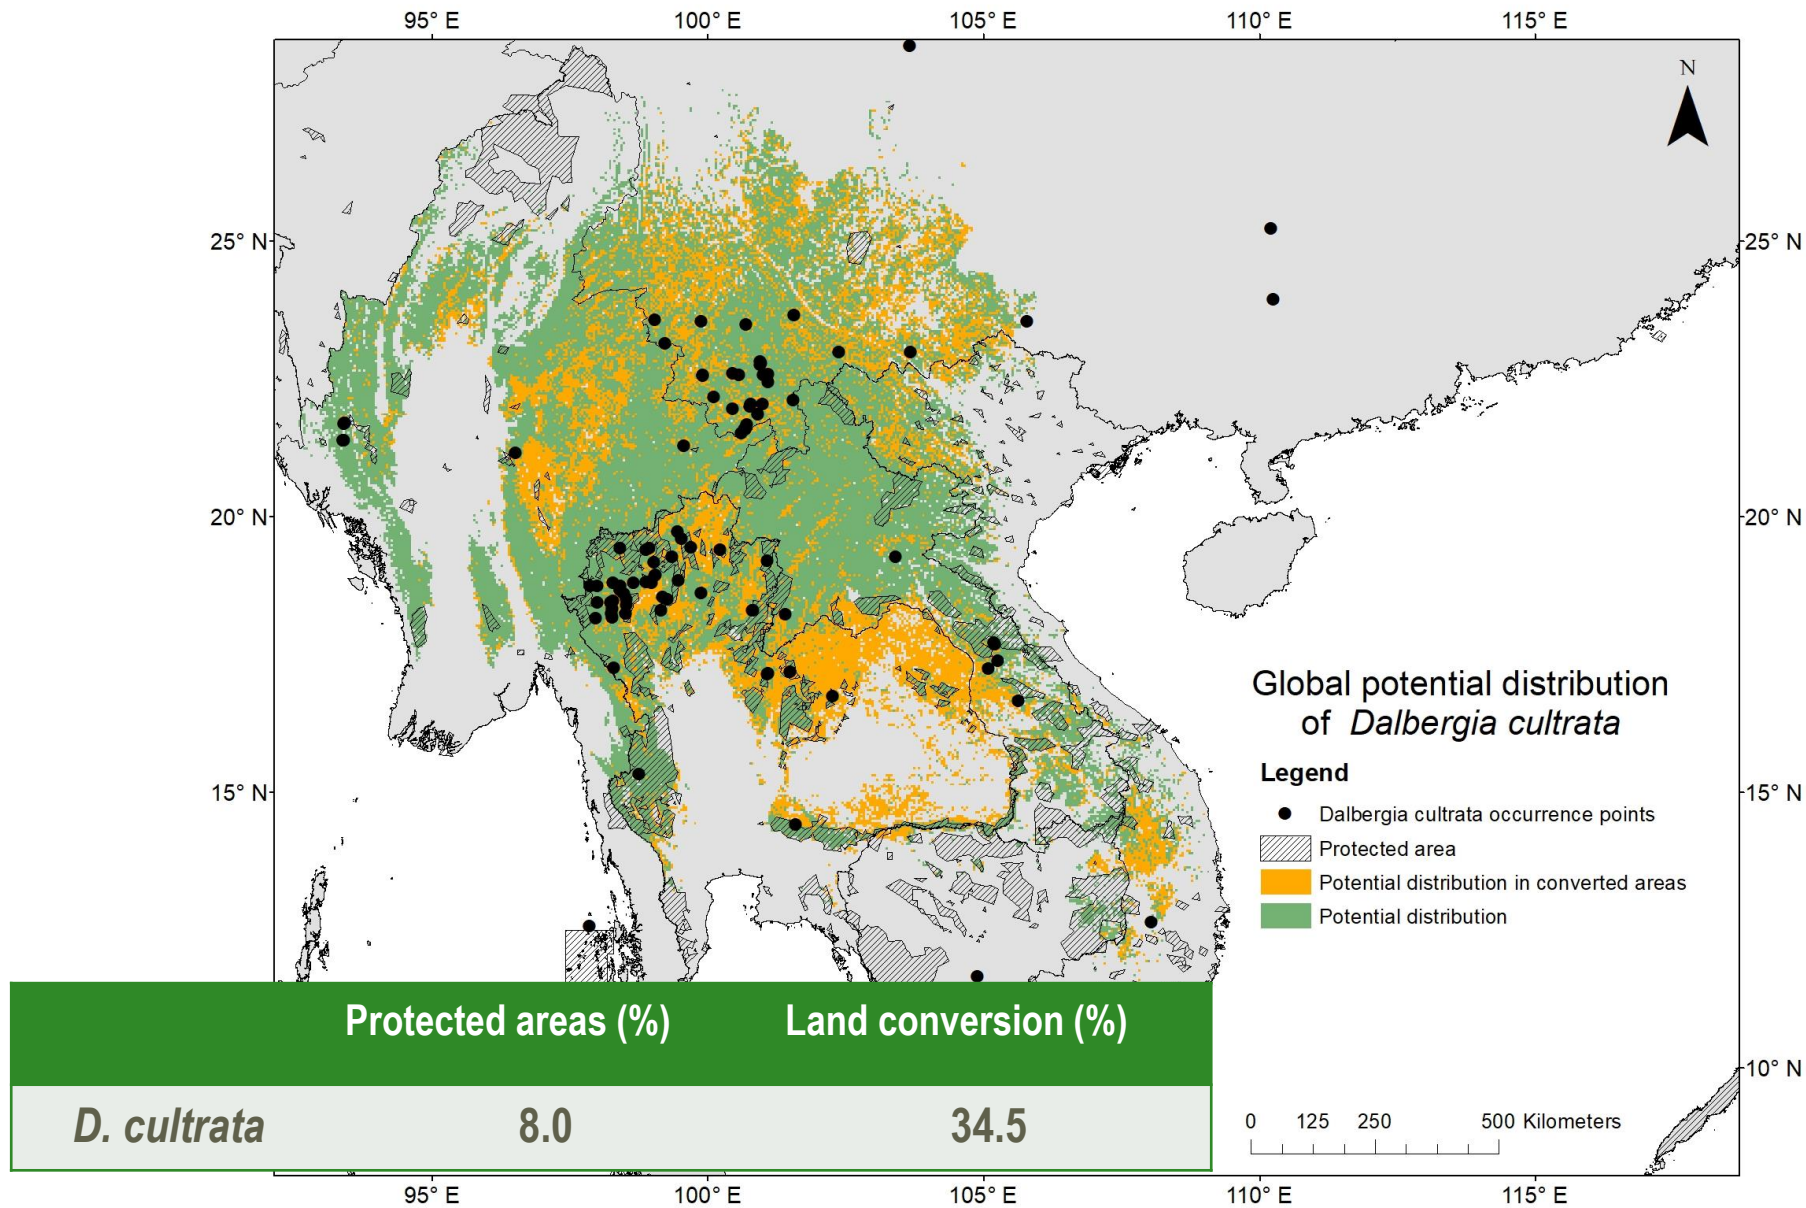 95° E 100° E 105° E 110° E 115° E
N
25° N 25° N
20° N 20° N
Global potential distribution
of Dalbergia cultrata
Legend
15° N 15° N
Dalbergia cultrata occurrence points
Protected area
Potential distribution in converted areas
Potential distribution
Protected areas (%) Land conversion (%)
10° N
D. cultrata 8.0 34.5
0 125 250 500 Kilometers
95° E 100° E 105° E 110° E 115° E